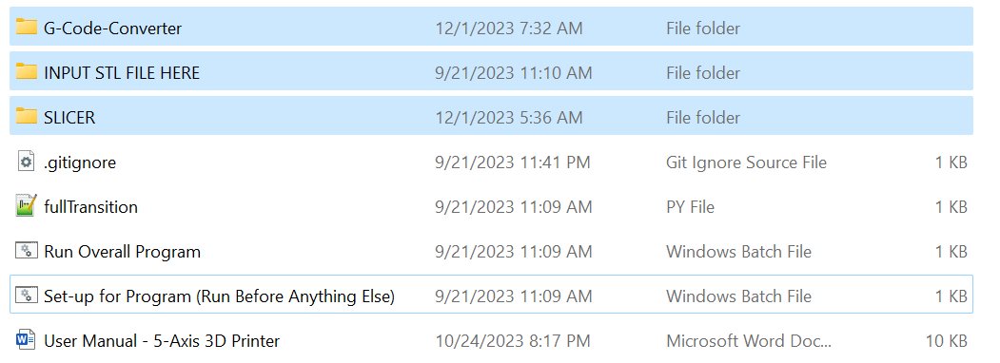 G-Code-Converter 12/1/2023 7:32 AM File folder
INPUT STL FILE HERE 9/21/2023 11:10 AM File folder
SLICER 12/1/2023 5:36 AM File folder
.gitignore 9/21/2023 11:41 PM Git Ignore Source File 1 KB
fullTransition 9/21/2023 11:09 AM PY File 1 KB
Run Overall Program 9/21/2023 11:09 AM Windows Batch File 1 KB
Set-up for Program (Run Before Anything Else) 9/21/2023 11:09 AM Windows Batch File 1 KB
User Manual - 5-Axis 3D Printer 10/24/2023 8:17 PM Microsoft Word Doc... 10 KB